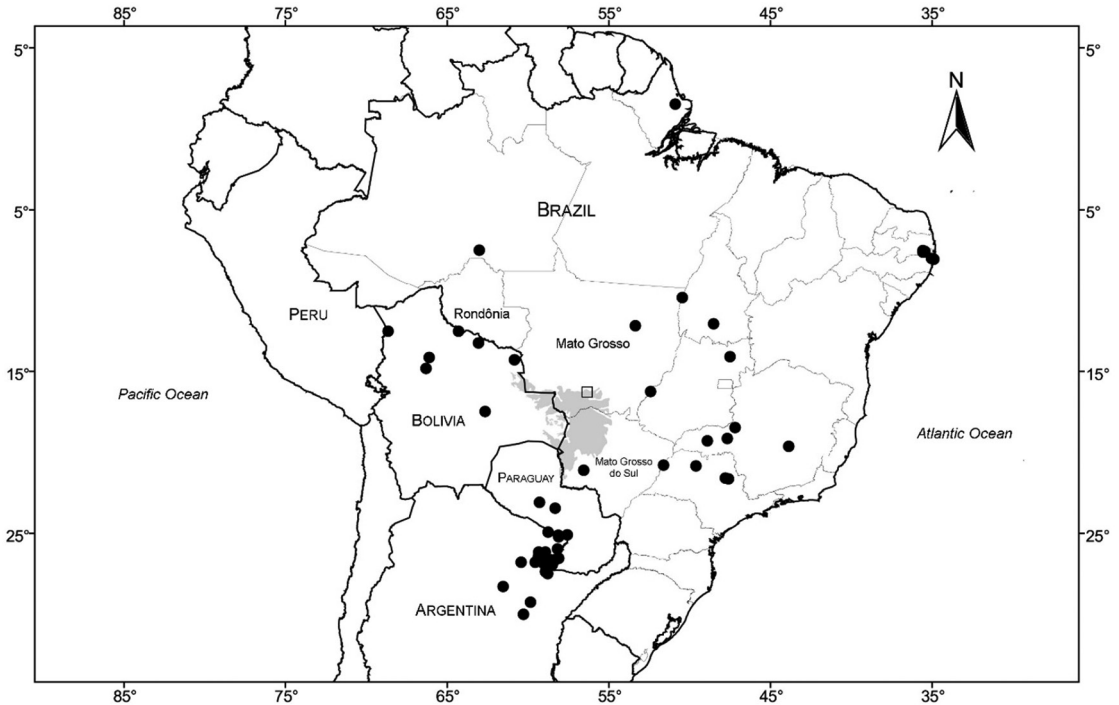 85° 75° 65° 55° 45° 35°
5° 5°
N
BRAZIL
5° 5°
PERU
Rondônia
Mato Grosso
15° 15°
Pacific Ocean
BOLIVIA
Atlantic Ocean
Mato Grosso
do Sul
PARAGUAY
25° 25°
ARGENTINA
85° 75° 65° 55° 45° 35°